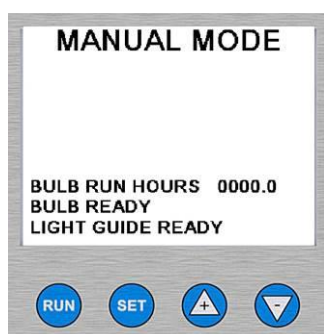 MANUAL MODE
BULB RUN HOURS 0000.0
BULB READY
LIGHT GUIDE READY
RUN SET + -